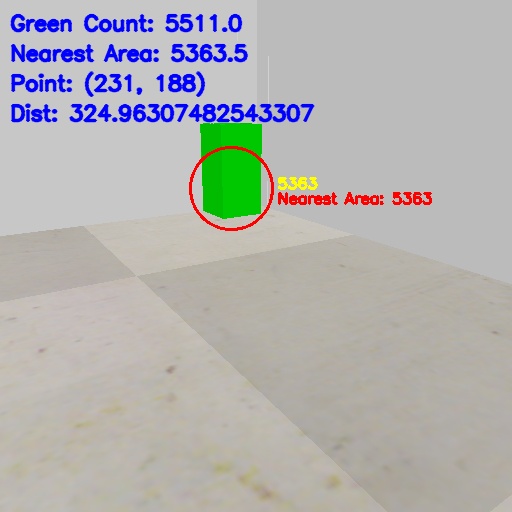 Green Count: 5511.0
Nearest Area: 5363.5
Point: (231, 188)
Dist: 324.96307482543307
5363
Nearest Area: 5363